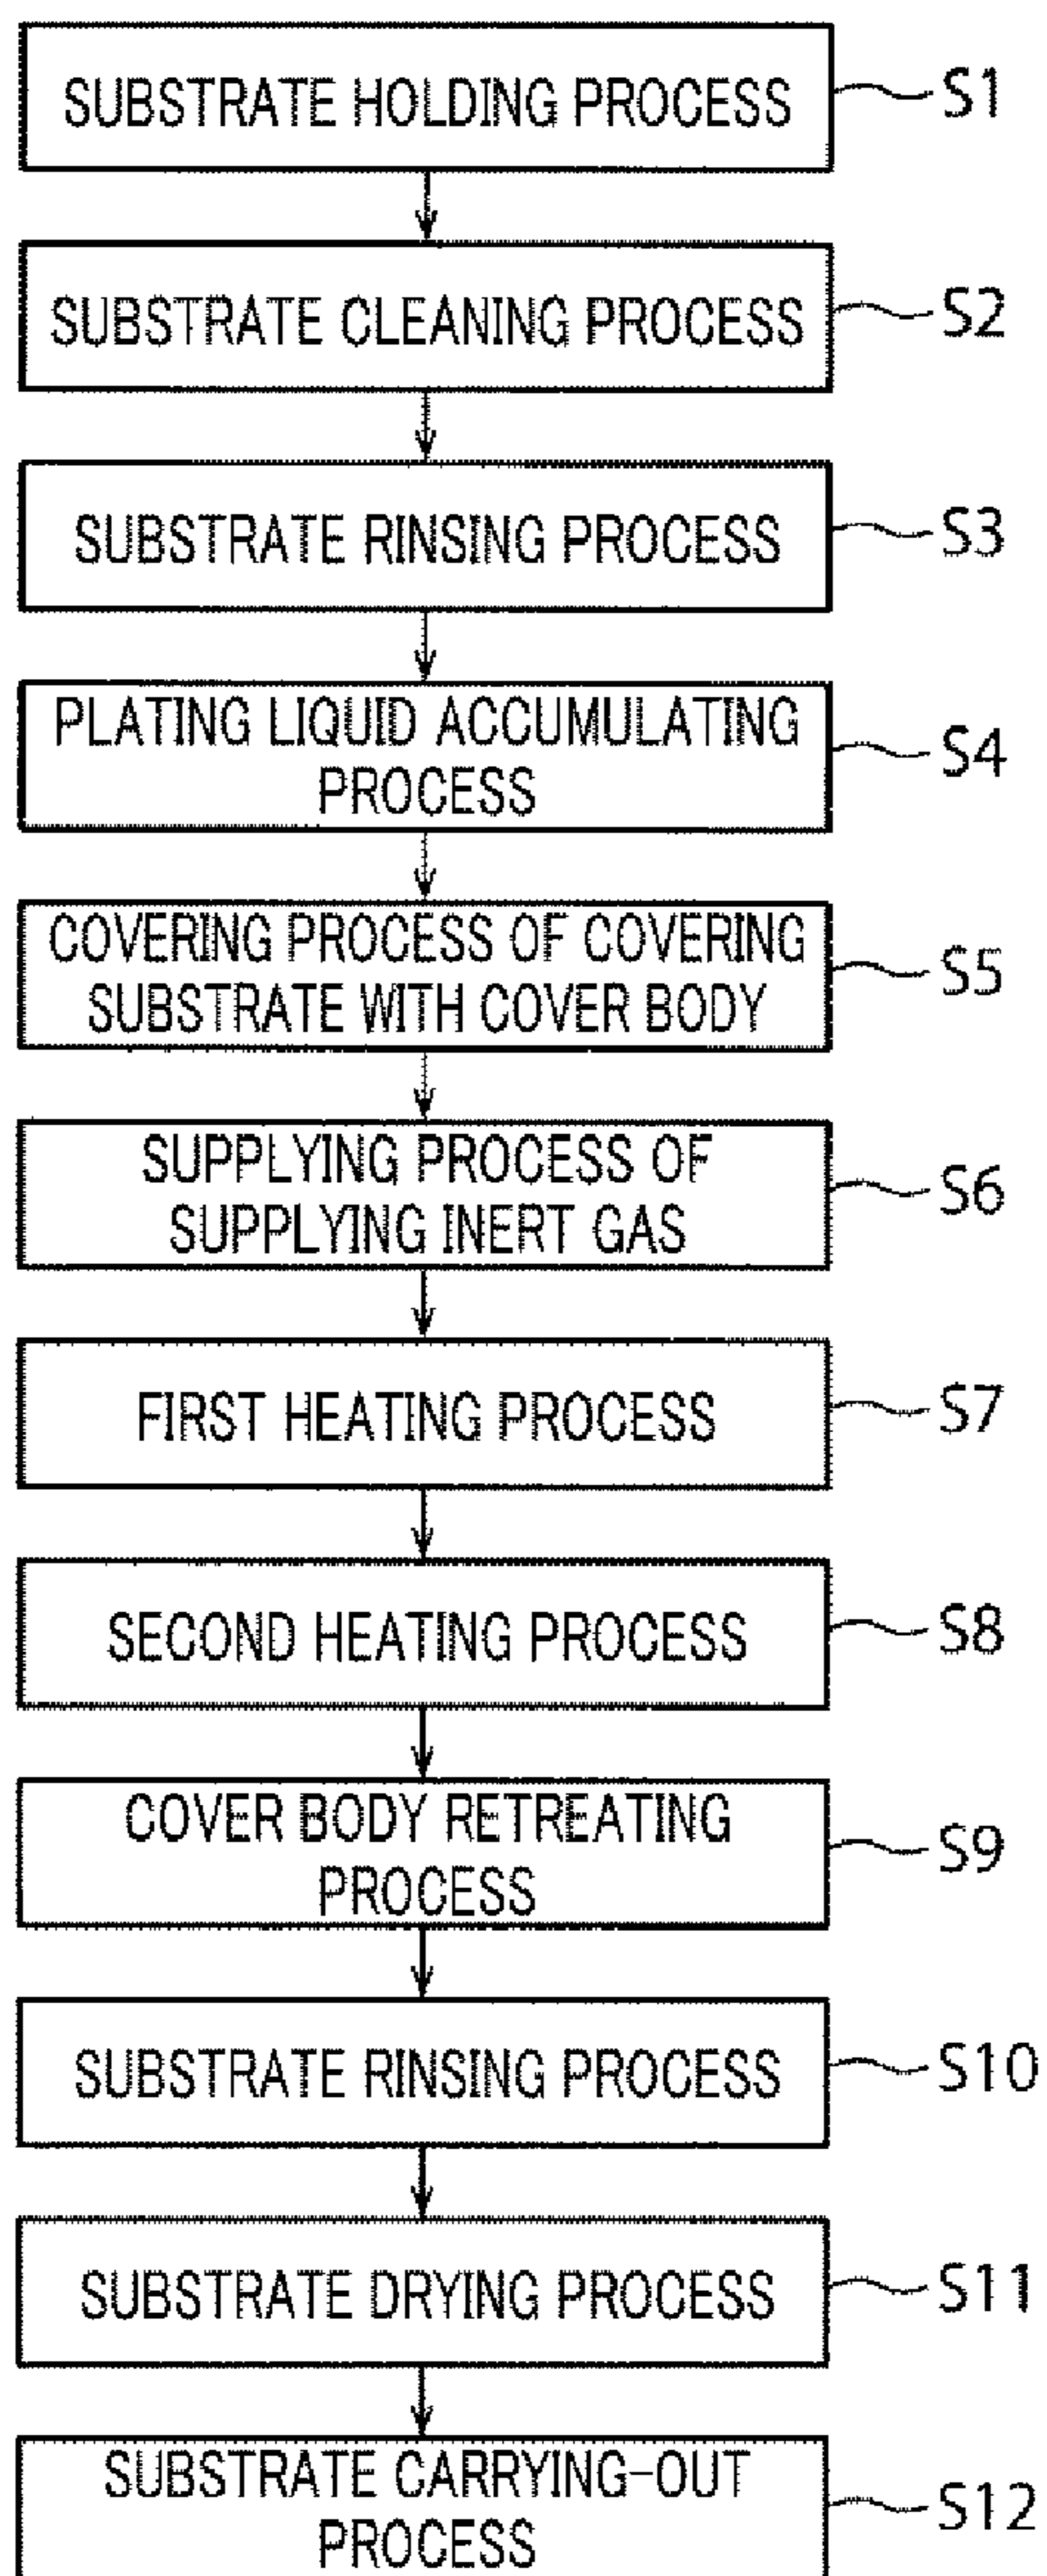 SUBSTRATE HOLDING PROCESS
S1
SUBSTRATE CLEANING PROCESS
S2
SUBSTRATE RINSING PROCESS
S3
PLATING LIQUID ACCUMULATING
PROCESS
S4
COVERING PROCESS OF COVERING
SUBSTRATE WITH COVER BODY
S5
SUPPLYING PROCESS OF
SUPPLYING INERT GAS
S6
FIRST HEATING PROCESS
S7
SECOND HEATING PROCESS
S8
COVER BODY RETREATING
PROCESS
S9
SUBSTRATE RINSING PROCESS
S10
SUBSTRATE DRYING PROCESS
S11
SUBSTRATE CARRYING-OUT
PROCESS
S12